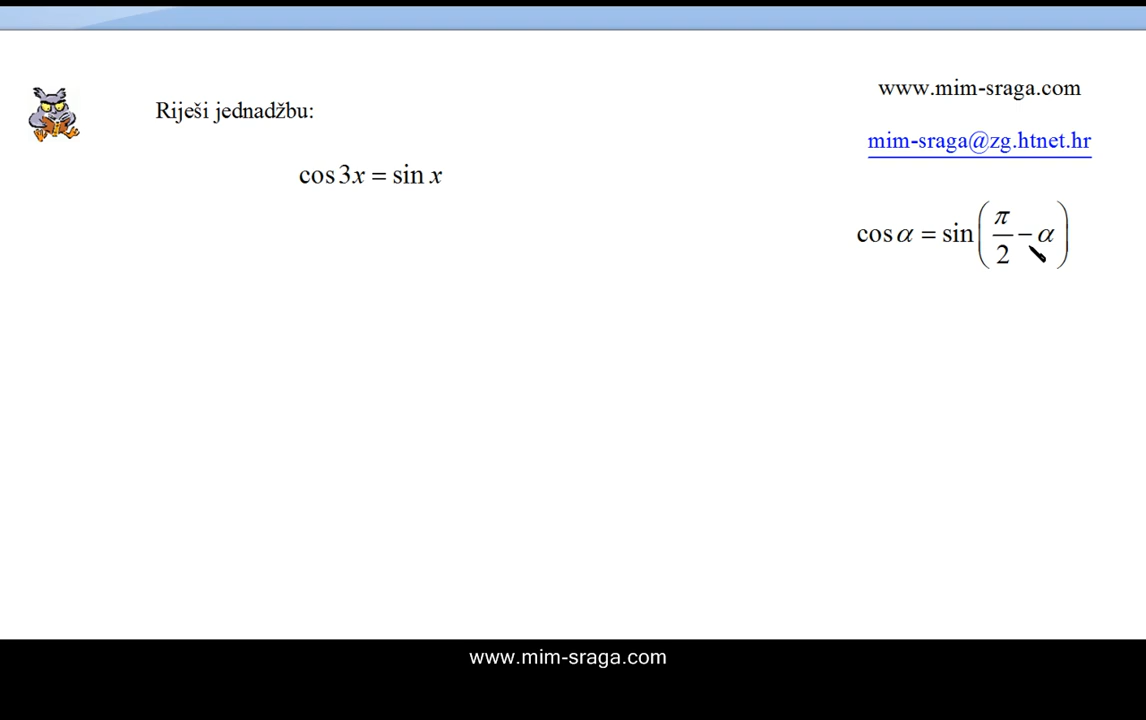 www.mim-sraga.com
Riješi jednadžbu:
mim-sraga@zg.htnet.hr
cos 3x = sin x
cos α = sin(π/2 − α)
www.mim-sraga.com